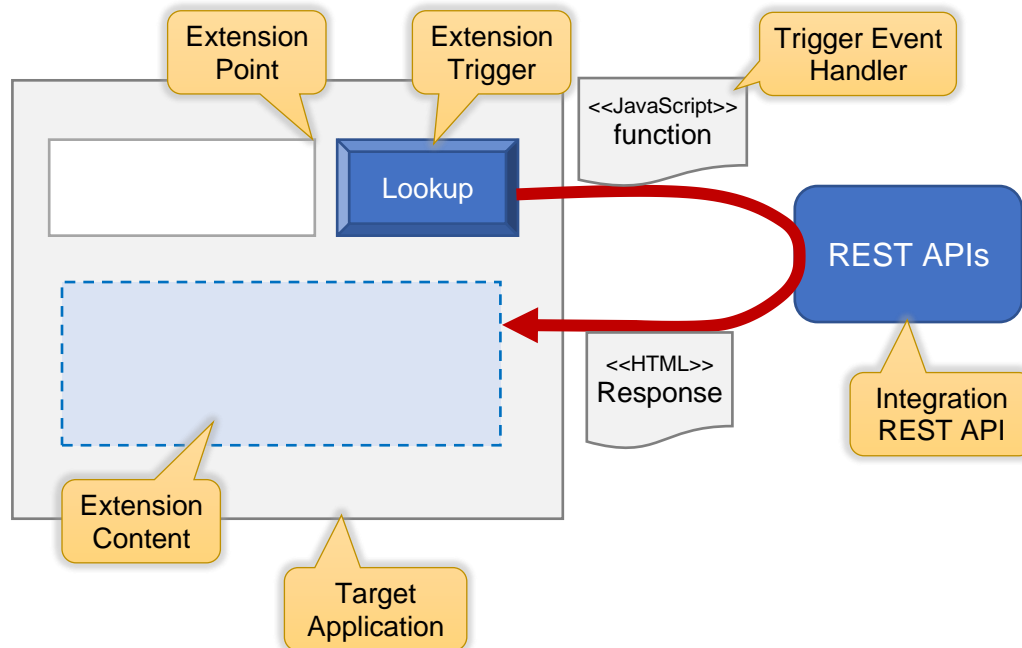 Extension
Point
Extension
Trigger
Trigger Event
Handler
<<JavaScript>>
function
Lookup
REST APIs
<<HTML>>
Response
Integration
REST API
Extension
Content
Target
Application